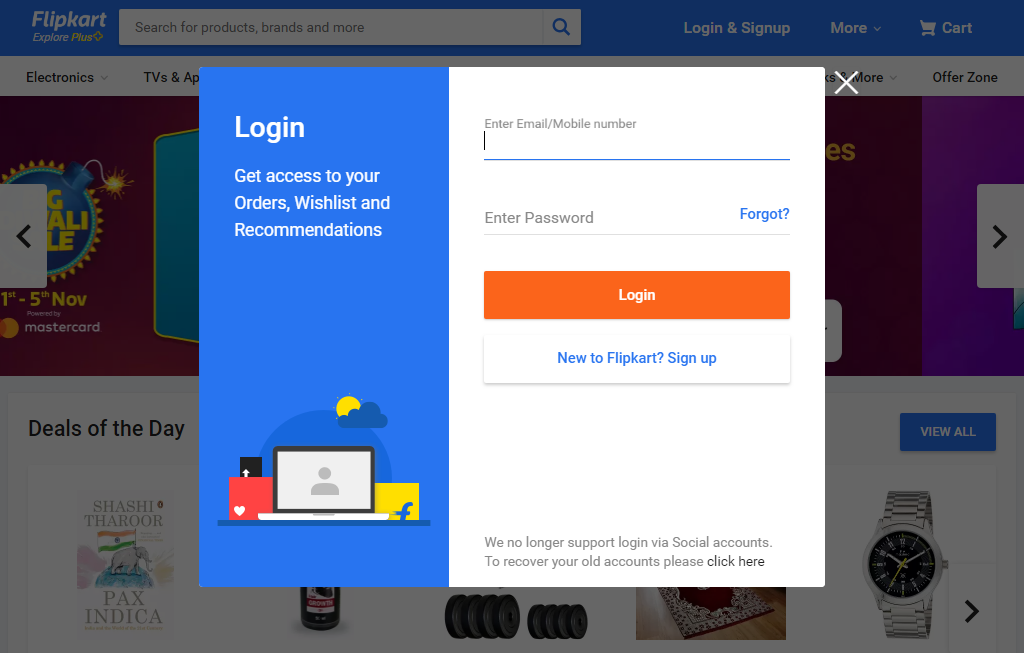 Flipkart
Explore Plus
Search for products, brands and more
Login & Signup
More
Cart
Electronics
TVs & Ap
ks & More
Offer Zone
Login
Get access to your
Orders, Wishlist and
Recommendations
Enter Email/Mobile number
Enter Password
Forgot?
Login
New to Flipkart? Sign up
We no longer support login via Social accounts.
To recover your old accounts please click here
G
ALI
LE
es
1st - 5th Nov
Powered by
mastercard
Deals of the Day
VIEW ALL
SHASHI
THAROOR
PAX
INDICA
GROWTH